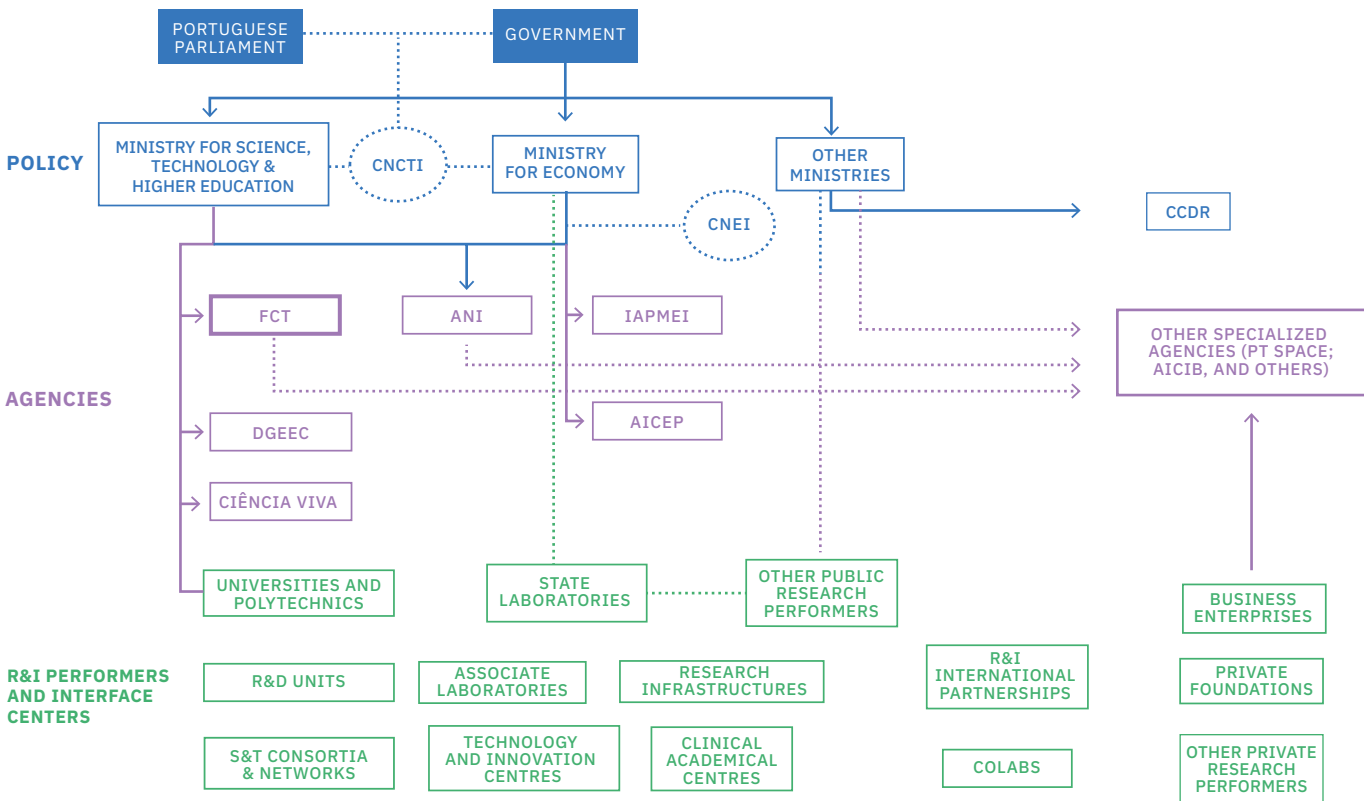 PORTUGUESE
PARLIAMENT
GOVERNMENT
POLICY
MINISTRY FOR SCIENCE,
TECHNOLOGY &
HIGHER EDUCATION
CNCTI
MINISTRY
FOR ECONOMY
OTHER
MINISTRIES
CNEI
CCDR
AGENCIES
FCT
ANI
IAPMEI
OTHER SPECIALIZED
AGENCIES (PT SPACE;
AICIB, AND OTHERS)
DGEEC
AICEP
CIÊNCIA VIVA
R&I PERFORMERS
AND INTERFACE
CENTERS
UNIVERSITIES AND
POLYTECHNICS
STATE
LABORATORIES
OTHER PUBLIC
RESEARCH
PERFORMERS
BUSINESS
ENTERPRISES
R&D UNITS
ASSOCIATE
LABORATORIES
RESEARCH
INFRASTRUCTURES
R&I
INTERNATIONAL
PARTNERSHIPS
PRIVATE
FOUNDATIONS
S&T CONSORTIA
& NETWORKS
TECHNOLOGY
AND INNOVATION
CENTRES
CLINICAL
ACADEMICAL
CENTRES
COLABS
OTHER PRIVATE
RESEARCH
PERFORMERS